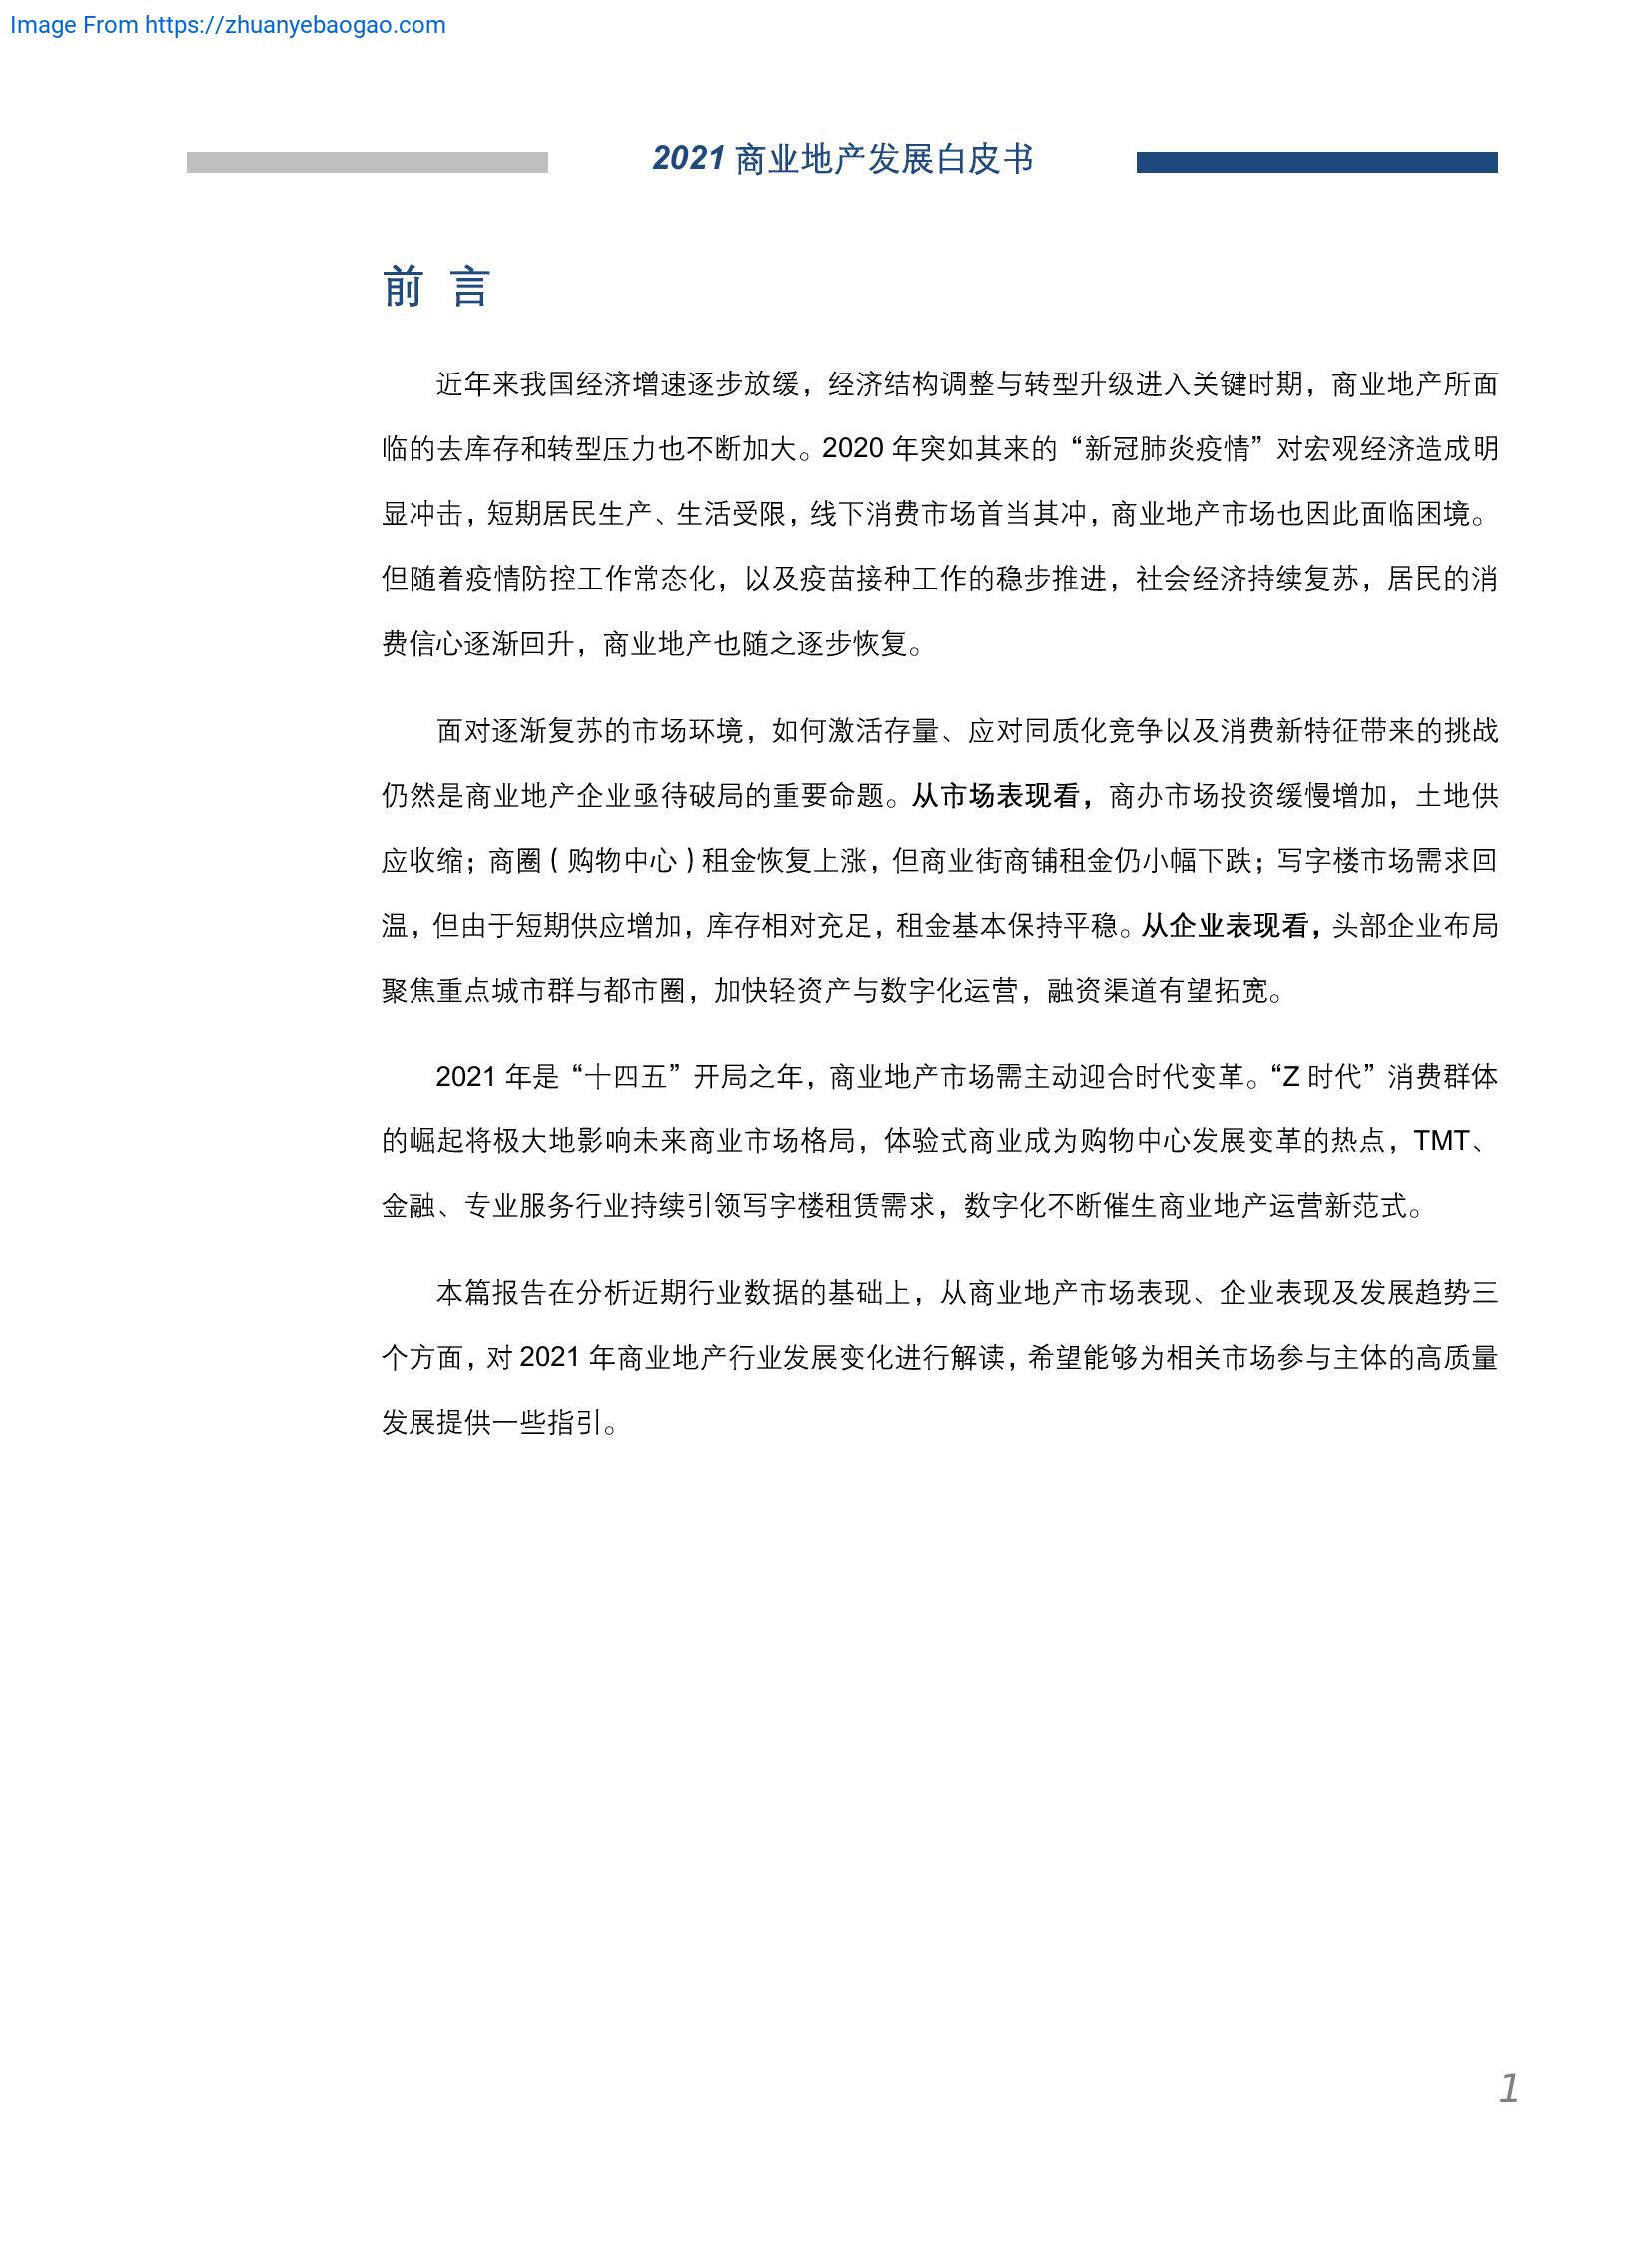 Image From https://zhuanyebaogao.com
2021 商业地产发展白皮书
前 言
近年来我国经济增速逐步放缓，经济结构调整与转型升级进入关键时期，商业地产所面
临的去库存和转型压力也不断加大。2020 年突如其来的“新冠肺炎疫情”对宏观经济造成明
显冲击，短期居民生产、生活受限，线下消费市场首当其冲，商业地产市场也因此面临困境。
但随着疫情防控工作常态化，以及疫苗接种工作的稳步推进，社会经济持续复苏，居民的消
费信心逐渐回升，商业地产也随之逐步恢复。
面对逐渐复苏的市场环境，如何激活存量、应对同质化竞争以及消费新特征带来的挑战
仍然是商业地产企业亟待破局的重要命题。从市场表现看，商办市场投资缓慢增加，土地供
应收缩；商圈（购物中心）租金恢复上涨，但商业街商铺租金仍小幅下跌；写字楼市场需求回
温，但由于短期供应增加，库存相对充足，租金基本保持平稳。从企业表现看，头部企业布局
聚焦重点城市群与都市圈，加快轻资产与数字化运营，融资渠道有望拓宽。
2021 年是“十四五”开局之年，商业地产市场需主动迎合时代变革。“Z 时代”消费群体
的崛起将极大地影响未来商业市场格局，体验式商业成为购物中心发展变革的热点，TMT、
金融、专业服务行业持续引领写字楼租赁需求，数字化不断催生商业地产运营新范式。
本篇报告在分析近期行业数据的基础上，从商业地产市场表现、企业表现及发展趋势三
个方面，对 2021 年商业地产行业发展变化进行解读，希望能够为相关市场参与主体的高质量
发展提供一些指引。
1